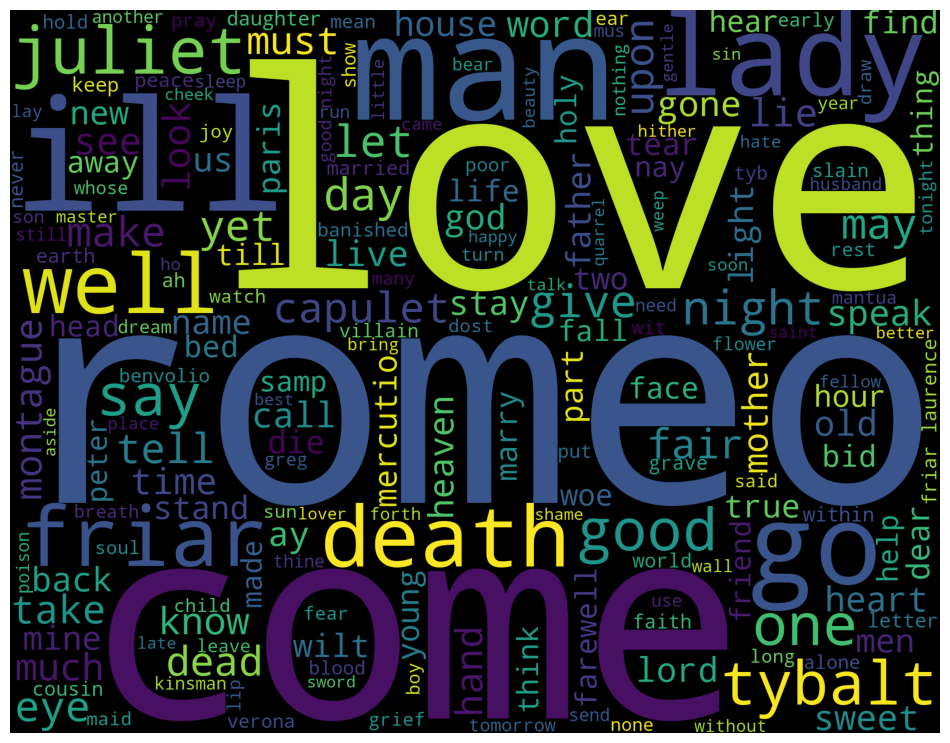 hold another pray daughter mean house ear word hear early find
juliet must man mus lady
keep peace sleep show bear upon gentle sin
lay new cheek night run little beauty nothing gone lie year draw thing
ill love
see look joy us paris good let came holy hither tear hate
never away whose married poor nay slain tonight
son master day life father tyb husband
still make yet banished god quarrel weep light may
earth till live happy turn two rest
well ho ah many talk soon
watch capulet stay give need night mantua
montague head dream name villain dost fall wit saint speak better
bed bring flower
romeo
benvolio samp mercutio part face mother fellow
aside say best hour
place call heaven marry fair old friar laurence
peter tell die put grave bid
greg said
time woe
breath stand sun lover forth shame true within dear
friar death good go
soul ay thine world wall friend help
poison back made young farewell
come
take child fear use heart
know think faith one letter
mine late leave wilt hand men
much dead blood lord long alone tybalt
cousin kinsman sword boy
eye maid lip verona grief tomorrow send none without sweet